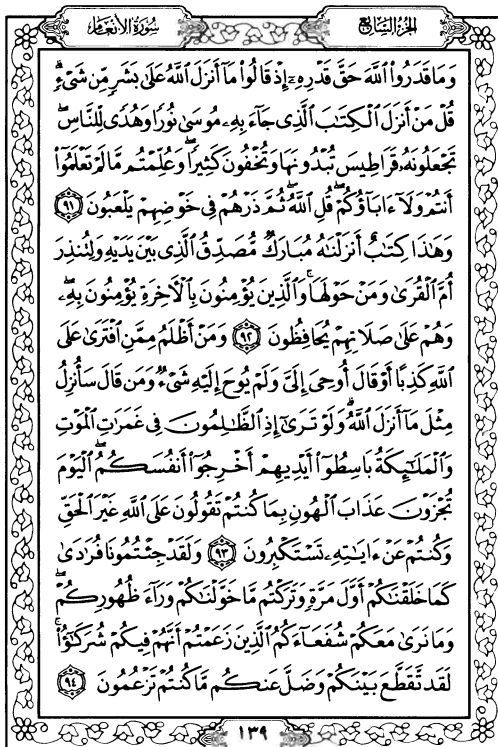 سورة الأنعام
الجزء السابع
وَمَا قَدَرُوا۟ ٱللَّهَ حَقَّ قَدْرِهِۦٓ إِذْ قَالُوا۟ مَآ أَنزَلَ ٱللَّهُ عَلَىٰ بَشَرٍ مِّن شَىْءٍ ۗ
قُلْ مَنْ أَنزَلَ ٱلْكِتَٰبَ ٱلَّذِى جَآءَ بِهِۦ مُوسَىٰ نُورًا وَهُدًى لِّلنَّاسِ ۖ
تَجْعَلُونَهُۥ قَرَاطِيسَ تُبْدُونَهَا وَتُخْفُونَ كَثِيرًا ۖ وَعُلِّمْتُم مَّا لَمْ تَعْلَمُوٓا۟
أَنتُمْ وَلَآ ءَابَآؤُكُمْ ۖ قُلِ ٱللَّهُ ۖ ثُمَّ ذَرْهُمْ فِى خَوْضِهِمْ يَلْعَبُونَ ٩١
وَهَٰذَا كِتَٰبٌ أَنزَلْنَٰهُ مُبَارَكٌ مُّصَدِّقُ ٱلَّذِى بَيْنَ يَدَيْهِ وَلِتُنذِرَ
أُمَّ ٱلْقُرَىٰ وَمَنْ حَوْلَهَا ۚ وَٱلَّذِينَ يُؤْمِنُونَ بِٱلْءَاخِرَةِ يُؤْمِنُونَ بِهِۦ ۖ
وَهُمْ عَلَىٰ صَلَاتِهِمْ يُحَافِظُونَ ٩٢ وَمَنْ أَظْلَمُ مِمَّنِ ٱفْتَرَىٰ عَلَى
ٱللَّهِ كَذِبًا أَوْ قَالَ أُوحِىَ إِلَىَّ وَلَمْ يُوحَ إِلَيْهِ شَىْءٌ وَمَن قَالَ سَأُنزِلُ
مِثْلَ مَآ أَنزَلَ ٱللَّهُ ۗ وَلَوْ تَرَىٰٓ إِذِ ٱلظَّٰلِمُونَ فِى غَمَرَٰتِ ٱلْمَوْتِ
وَٱلْمَلَٰٓئِكَةُ بَاسِطُوٓا۟ أَيْدِيهِمْ أَخْرِجُوٓا۟ أَنفُسَكُمُ ۖ ٱلْيَوْمَ
تُجْزَوْنَ عَذَابَ ٱلْهُونِ بِمَا كُنتُمْ تَقُولُونَ عَلَى ٱللَّهِ غَيْرَ ٱلْحَقِّ
وَكُنتُمْ عَنْ ءَايَٰتِهِۦ تَسْتَكْبِرُونَ ٩٣ وَلَقَدْ جِئْتُمُونَا فُرَٰدَىٰ
كَمَا خَلَقْنَٰكُمْ أَوَّلَ مَرَّةٍ وَتَرَكْتُم مَّا خَوَّلْنَٰكُمْ وَرَآءَ ظُهُورِكُمْ ۖ
وَمَا نَرَىٰ مَعَكُمْ شُفَعَآءَكُمُ ٱلَّذِينَ زَعَمْتُمْ أَنَّهُمْ فِيكُمْ شُرَكَٰٓؤُا۟ ۚ
لَقَد تَّقَطَّعَ بَيْنَكُمْ وَضَلَّ عَنكُم مَّا كُنتُمْ تَزْعُمُونَ ٩٤
١٣٩